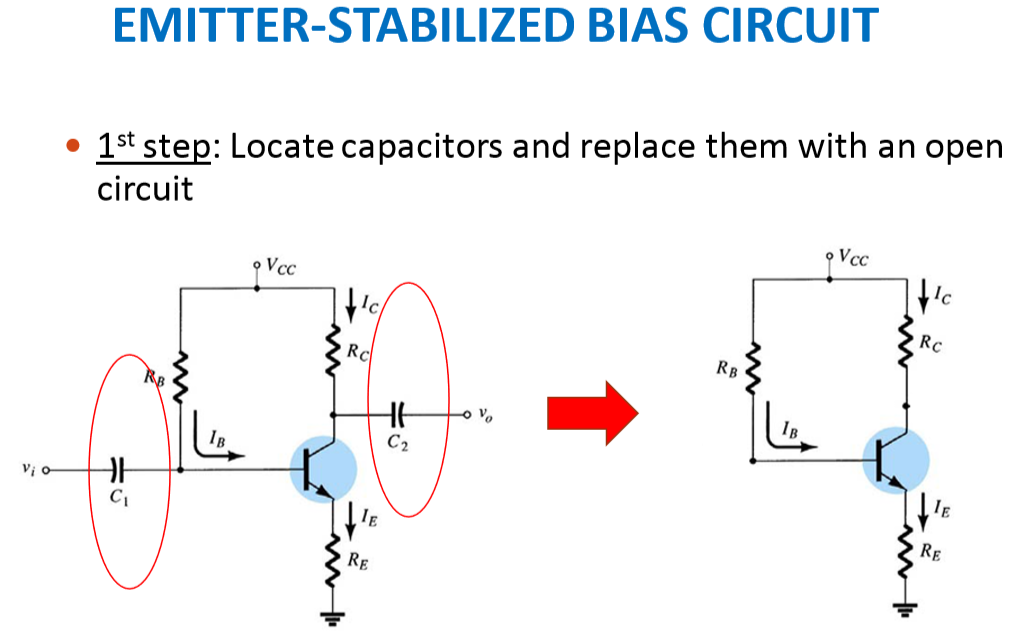 EMITTER-STABILIZED BIAS CIRCUIT
• 1st step: Locate capacitors and replace them with an open
circuit
VCC
IC
RC
RB
IB
C2
vo
vi
C1
IE
RE
VCC
IC
RC
RB
IB
IE
RE